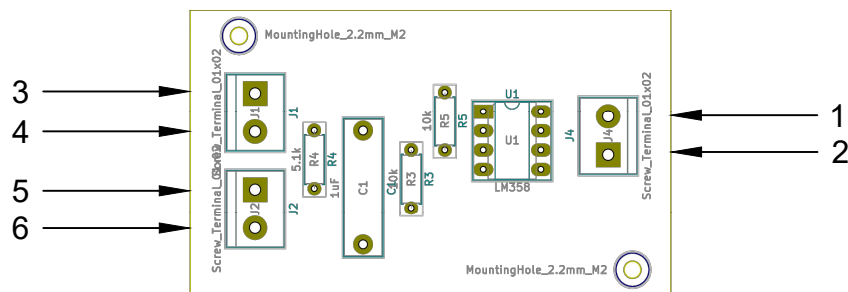 MountingHole_2.2mm_M2
3
4
5
6
Screw_Terminal_01x02
J1
J1
Screw_Terminal_01x02
J2
J2
5.1k
R4
R4
1uF
C1
C1
10k
R3
R3
10k
R5
R5
U1
U1
LM358
J4
J4
Screw_Terminal_01x02
1
2
MountingHole_2.2mm_M2